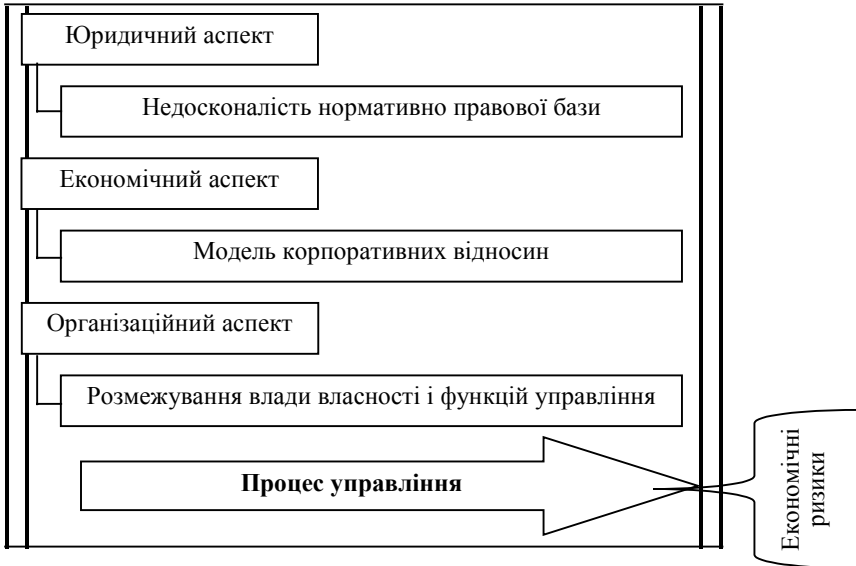 Юридичний аспект
Недосконалість нормативно правової бази
Економічний аспект
Модель корпоративних відносин
Організаційний аспект
Розмежування влади власності і функцій управління
Процес управління
Економічні
ризики